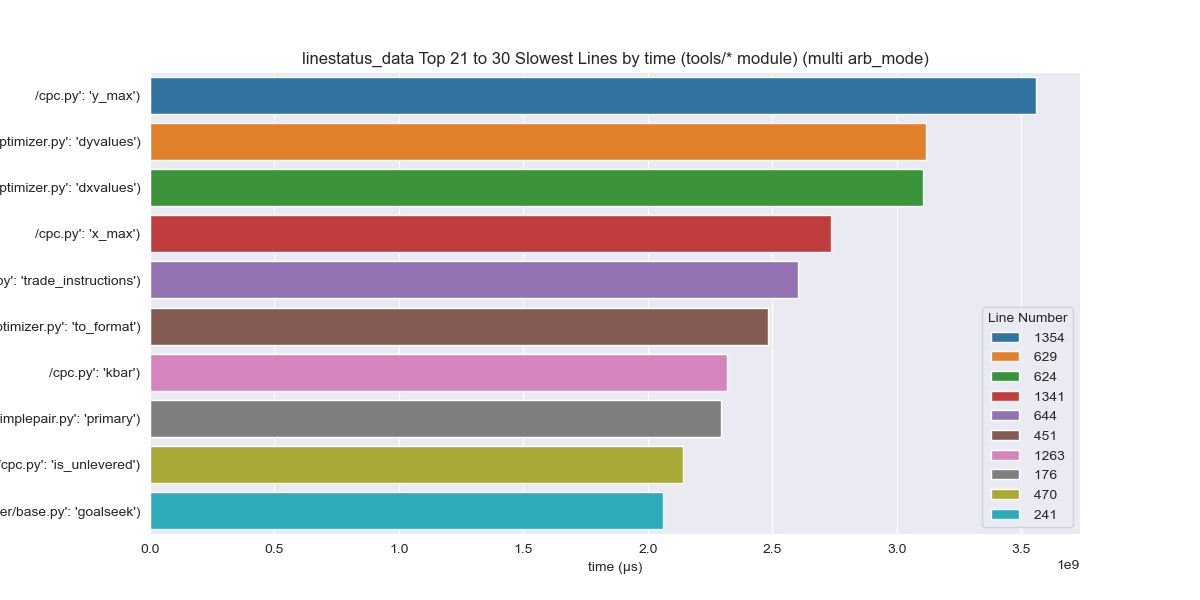 linestatus_data Top 21 to 30 Slowest Lines by time (tools/* module) (multi arb_mode)
/cpc.py': 'y_max')
ptimizer.py': 'dyvalues')
ptimizer.py': 'dxvalues')
/cpc.py': 'x_max')
py': 'trade_instructions')
ptimizer.py': 'to_format')
/cpc.py': 'kbar')
implepair.py': 'primary')
/cpc.py': 'is_unlevered')
er/base.py': 'goalseek')
Line Number
1354
629
624
1341
644
451
1263
176
470
241
0.0 0.5 1.0 1.5 2.0 2.5 3.0 3.5
1e9
time (µs)